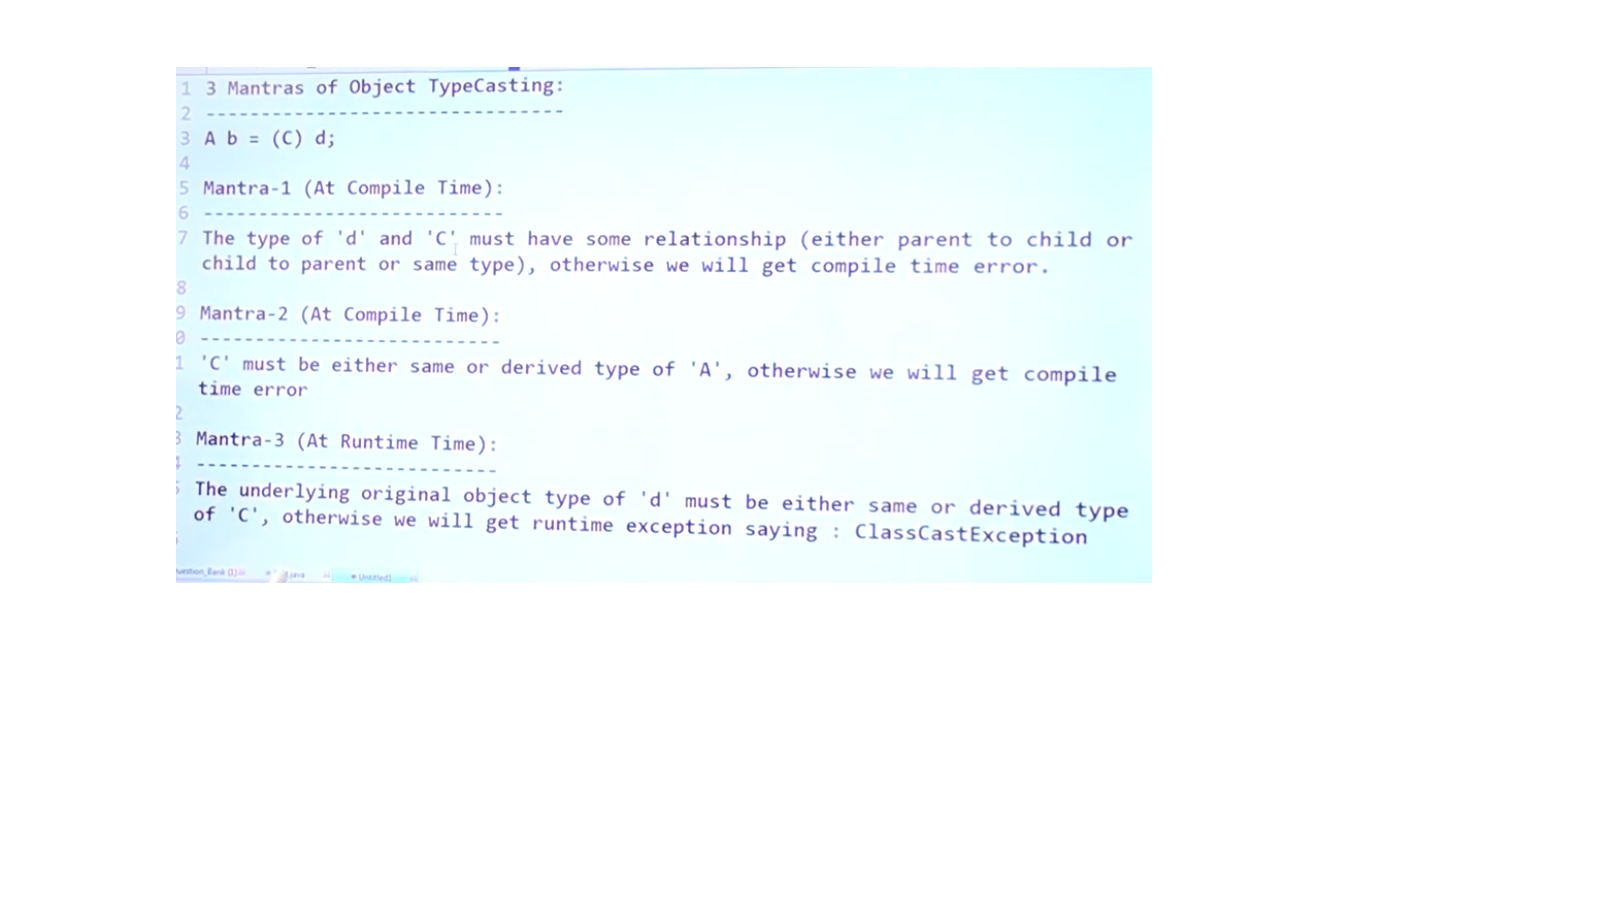 1 3 Mantras of Object TypeCasting:
2 ---------------------------------
3 A b = (C) d;
4
5 Mantra-1 (At Compile Time):
6 ---------------------------
7 The type of 'd' and 'C' must have some relationship (either parent to child or
child to parent or same type), otherwise we will get compile time error.
8
9 Mantra-2 (At Compile Time):
0 ---------------------------
1 'C' must be either same or derived type of 'A', otherwise we will get compile
time error
2
3 Mantra-3 (At Runtime Time):
---------------------------
The underlying original object type of 'd' must be either same or derived type
of 'C', otherwise we will get runtime exception saying : ClassCastException
Untitled1